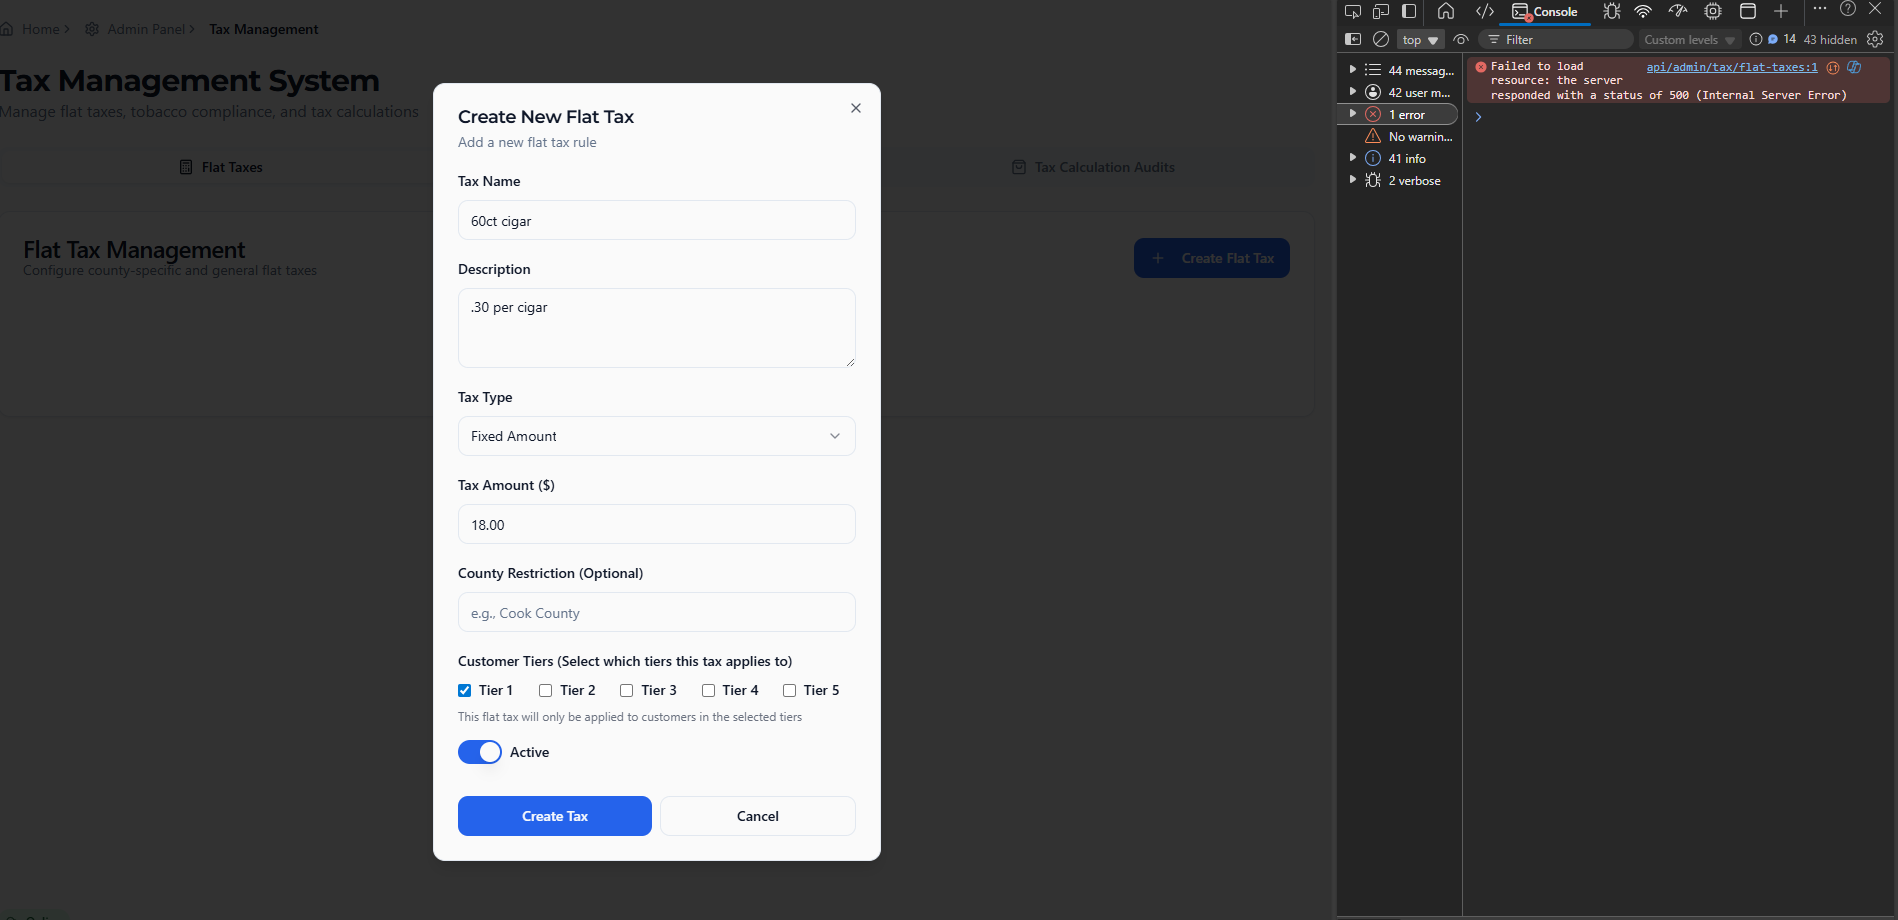 Home
Admin Panel
Tax Management
Tax Management System
Manage flat taxes, tobacco compliance, and tax calculations
Flat Taxes
Tax Calculation Audits
Flat Tax Management
Configure county-specific and general flat taxes
Create Flat Tax
Create New Flat Tax
Add a new flat tax rule
Tax Name
60ct cigar
Description
.30 per cigar
Tax Type
Fixed Amount
Tax Amount ($)
18.00
County Restriction (Optional)
e.g., Cook County
Customer Tiers (Select which tiers this tax applies to)
Tier 1 Tier 2 Tier 3 Tier 4 Tier 5
This flat tax will only be applied to customers in the selected tiers
Active
Create Tax
Cancel
Console
top
Filter
Custom levels
14
43 hidden
44 messag...
42 user m...
1 error
No warnin...
41 info
2 verbose
Failed to load api/admin/tax/flat-taxes:1
resource: the server
responded with a status of 500 (Internal Server Error)